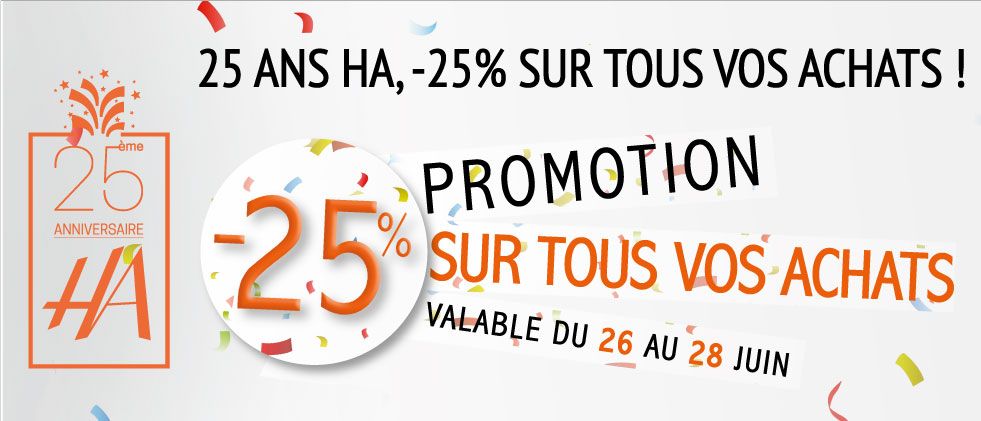 25 ANS HA, -25% SUR TOUS VOS ACHATS !
25ème
ANNIVERSAIRE
HA
-25%
PROMOTION
SUR TOUS VOS ACHATS
VALABLE DU 26 AU 28 JUIN